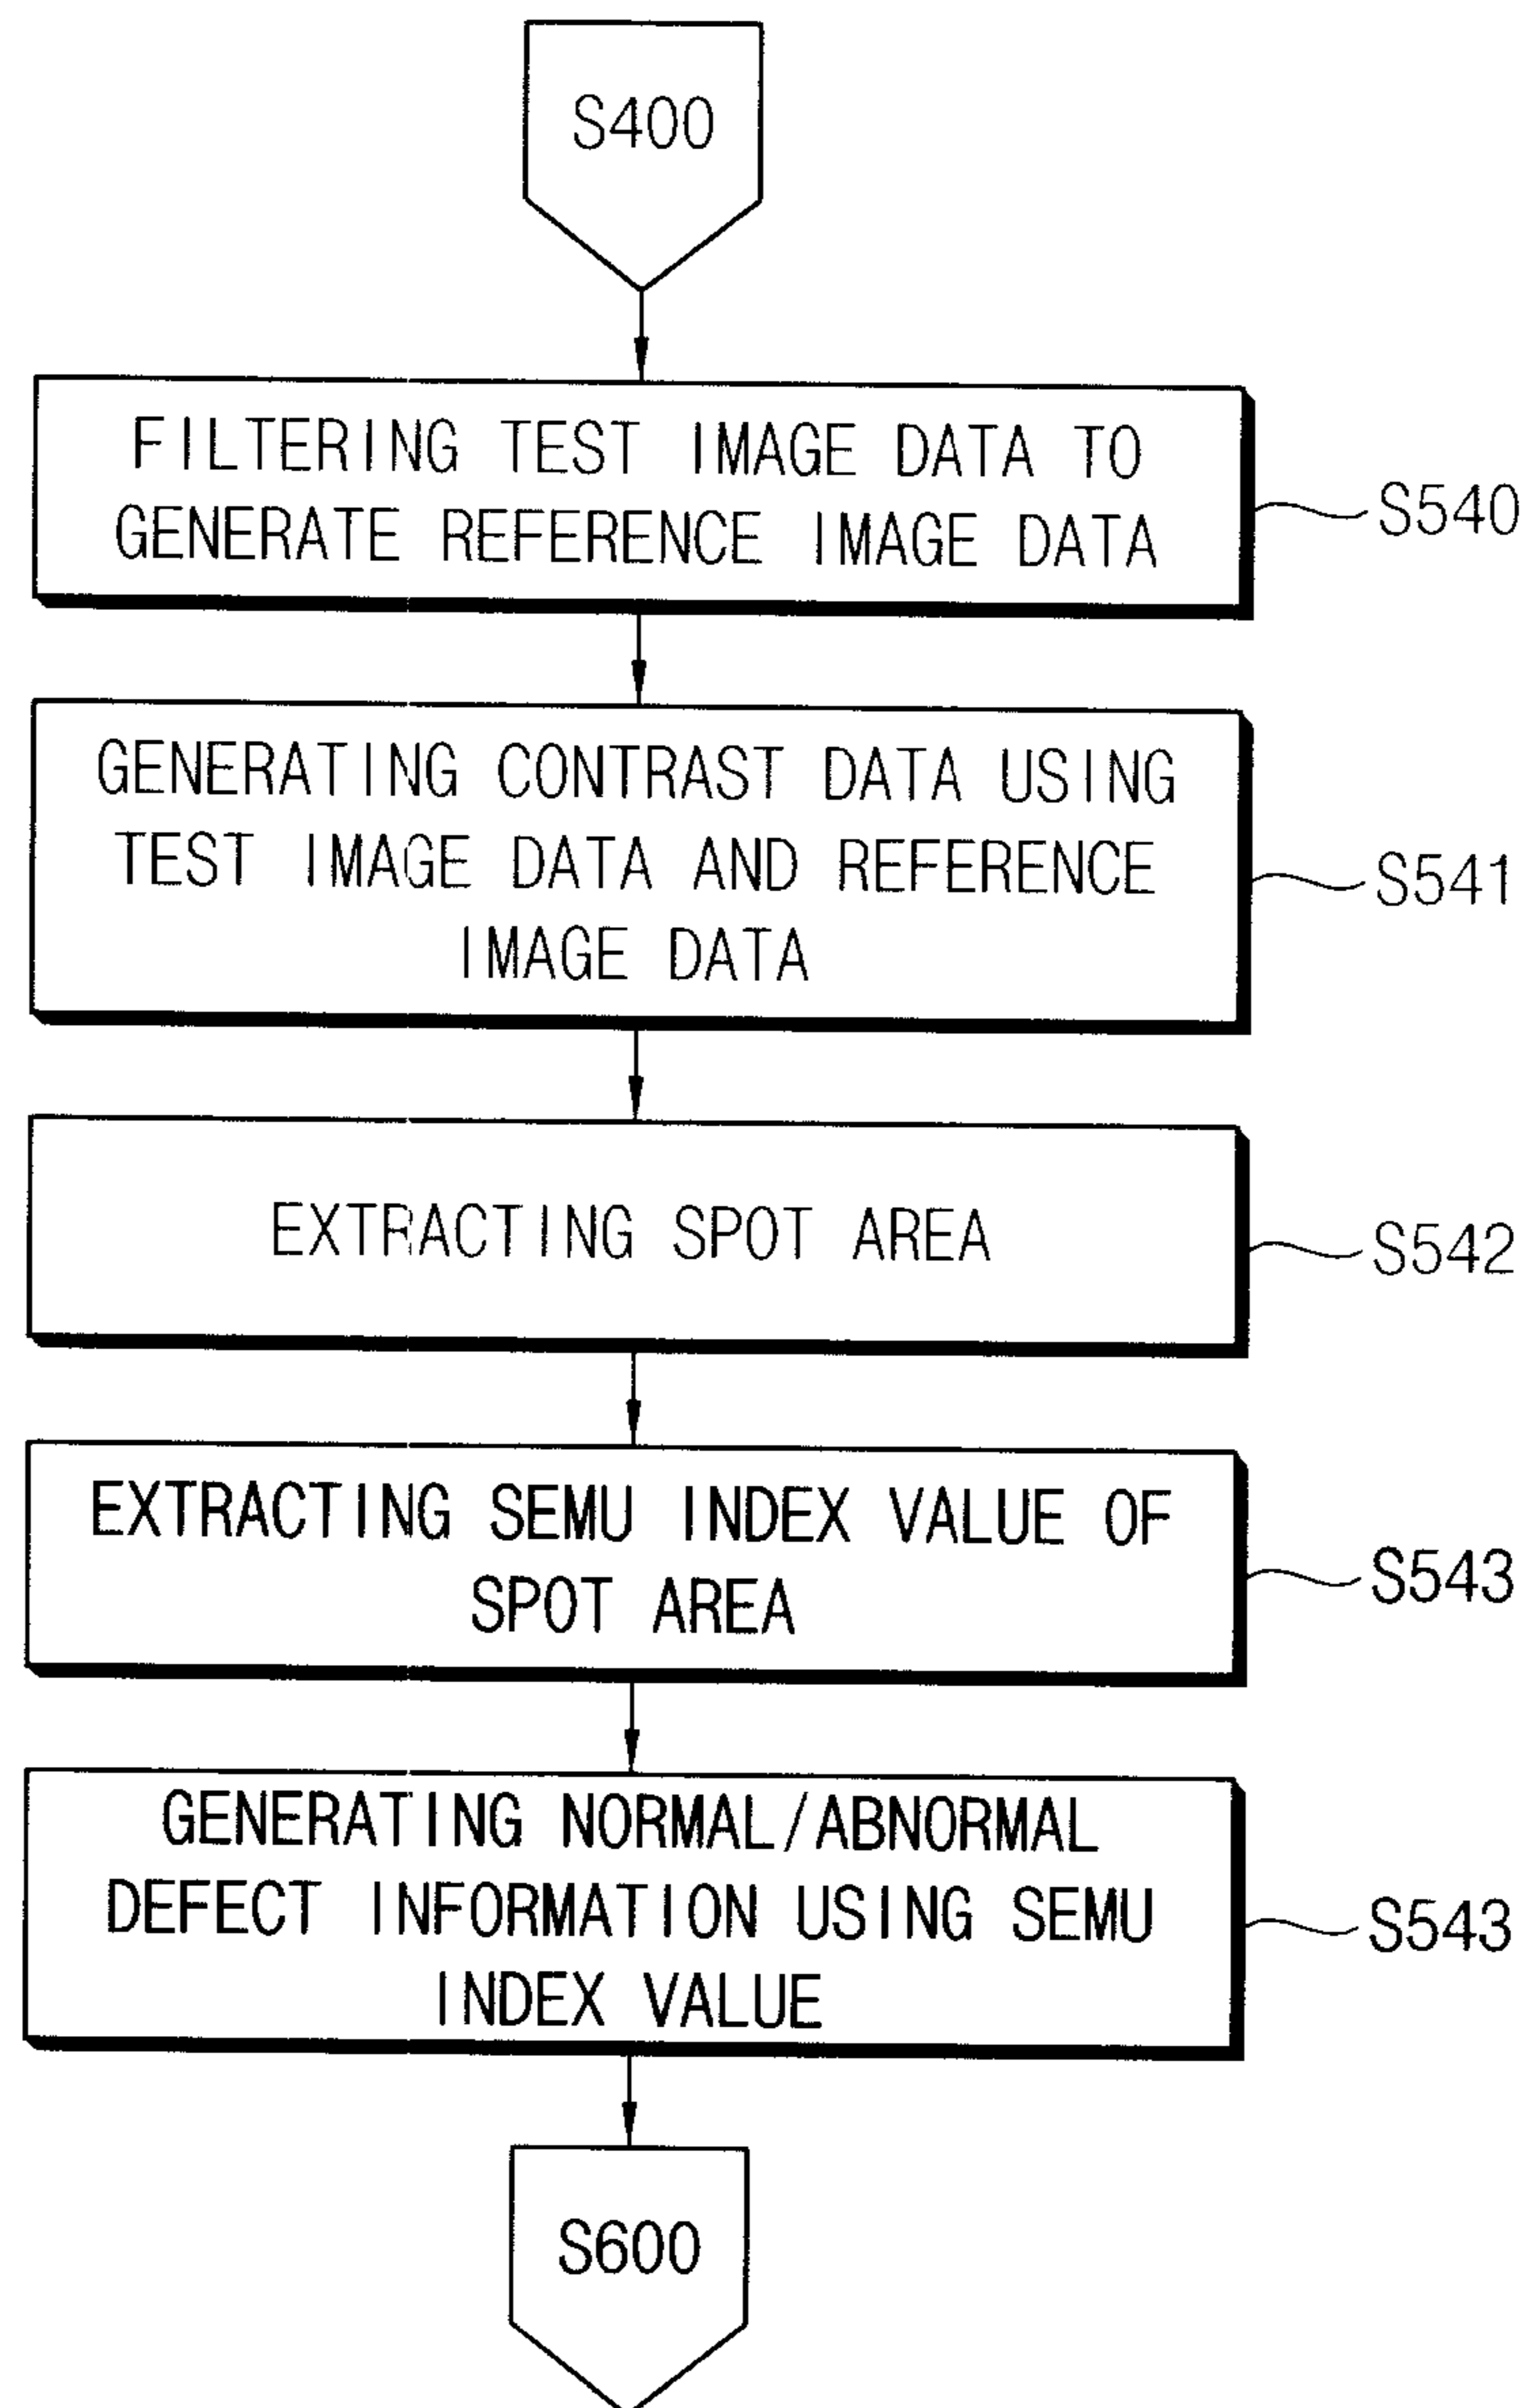 S400
FILTERING TEST IMAGE DATA TO
GENERATE REFERENCE IMAGE DATA
S540
GENERATING CONTRAST DATA USING
TEST IMAGE DATA AND REFERENCE
IMAGE DATA
S541
EXTRACTING SPOT AREA
S542
EXTRACTING SEMU INDEX VALUE OF
SPOT AREA
S543
GENERATING NORMAL/ABNORMAL
DEFECT INFORMATION USING SEMU
INDEX VALUE
S543
S600